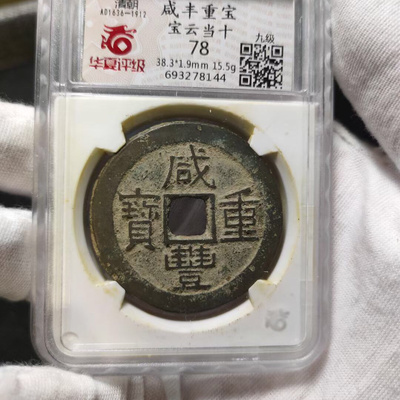 清朝
AD1636-1912
华夏评级
咸丰重宝
宝云当十
78
38.3*1.9mm 15.5g
693278144
九级
咸
豐
重
寶